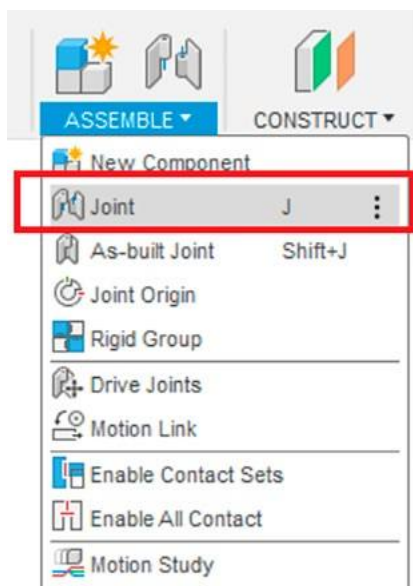 ASSEMBLE ▾ CONSTRUCT ▾
New Component
Joint J
As-built Joint Shift+J
Joint Origin
Rigid Group
Drive Joints
Motion Link
Enable Contact Sets
Enable All Contact
Motion Study